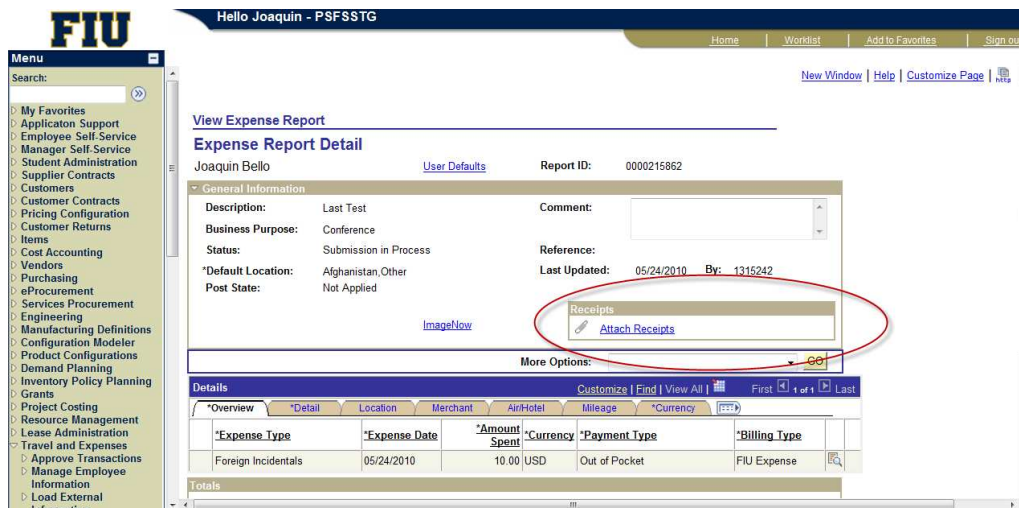 FIU
Hello Joaquin - PSFSSTG
Home | Worklist | Add to Favorites | Sign ou
Menu
Search:
My Favorites
Applicaton Support
Employee Self-Service
Manager Self-Service
Student Administration
Supplier Contracts
Customers
Customer Contracts
Pricing Configuration
Customer Returns
Items
Cost Accounting
Vendors
Purchasing
eProcurement
Services Procurement
Engineering
Manufacturing Definitions
Configuration Modeler
Product Configurations
Demand Planning
Inventory Policy Planning
Grants
Project Costing
Resource Management
Lease Administration
Travel and Expenses
Approve Transactions
Manage Employee
Information
Load External
New Window | Help | Customize Page | http
View Expense Report
Expense Report Detail
Joaquin Bello User Defaults Report ID: 0000215862
General Information
Description: Last Test Comment:
Business Purpose: Conference
Status: Submission in Process Reference:
*Default Location: Afghanistan,Other Last Updated: 05/24/2010 By: 1315242
Post State: Not Applied
Receipts
ImageNow Attach Receipts
More Options: GO
Details Customize | Find | View All | First 1 of 1 Last
*Overview *Detail Location Merchant Air/Hotel Mileage *Currency
*Expense Type *Expense Date *Amount Spent *Currency *Payment Type *Billing Type
Foreign Incidentals 05/24/2010 10.00 USD Out of Pocket FIU Expense
Totals